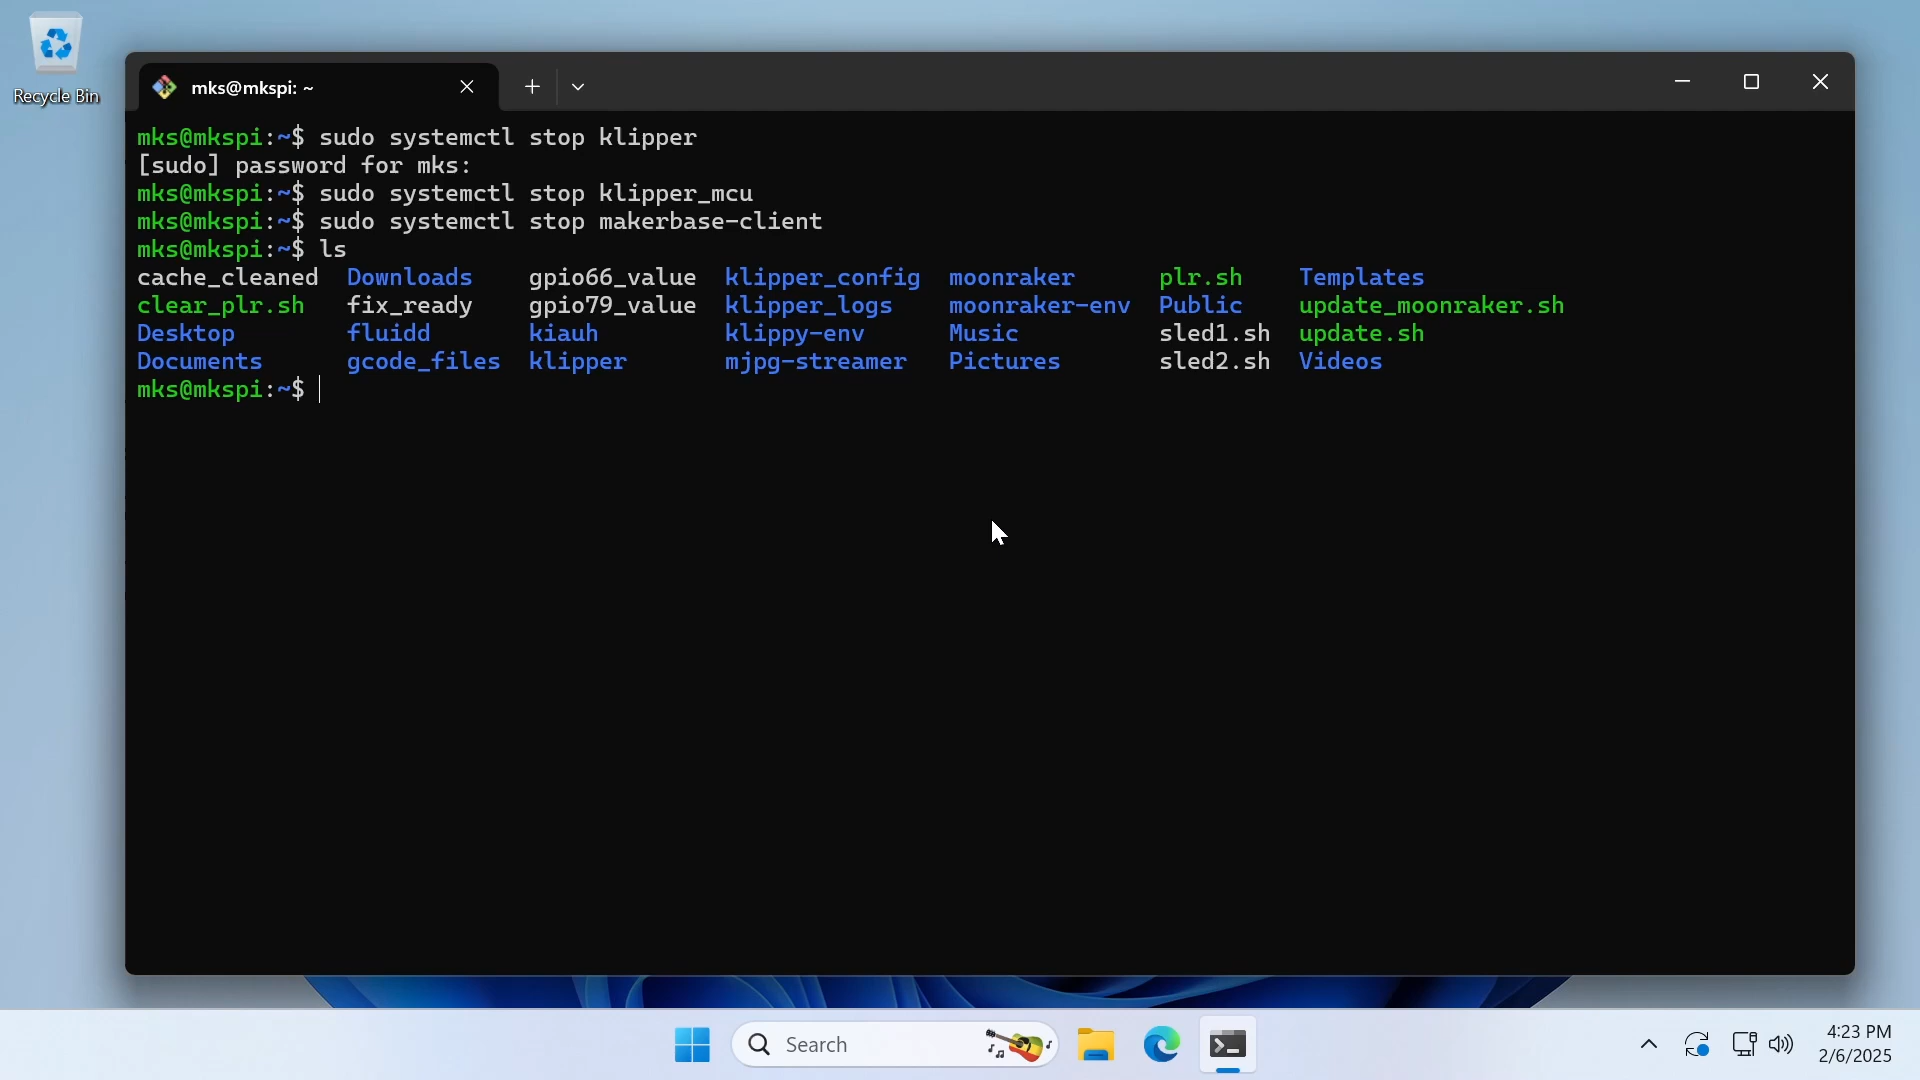 Recycle Bin
mks@mkspi: ~
mks@mkspi:~$ sudo systemctl stop klipper
[sudo] password for mks:
mks@mkspi:~$ sudo systemctl stop klipper_mcu
mks@mkspi:~$ sudo systemctl stop makerbase-client
mks@mkspi:~$ ls
cache_cleaned Downloads gpio66_value klipper_config moonraker plr.sh Templates
clear_plr.sh fix_ready gpio79_value klipper_logs moonraker-env Public update_moonraker.sh
Desktop fluidd kiauh klippy-env Music sled1.sh update.sh
Documents gcode_files klipper mjpg-streamer Pictures sled2.sh Videos
mks@mkspi:~$
Search
4:23 PM
2/6/2025